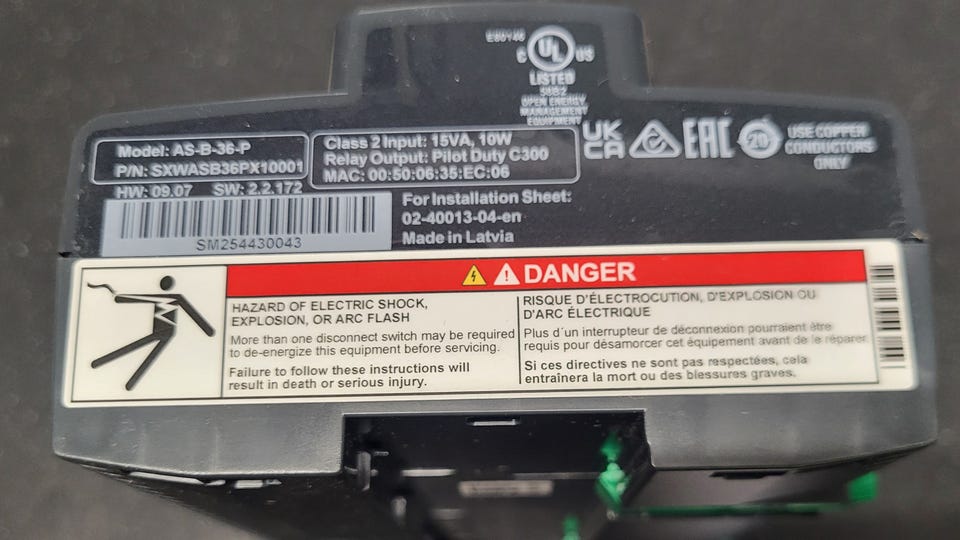 C UL US
LISTED
OPEN ENERGY
MANAGEMENT
EQUIPMENT
Model: AS-B-36-P
P/N: SXWASB36PX10001
HW: 09.07 SW: 2.2.172
SM254430043
Class 2 Input: 15VA, 10W
Relay Output: Pilot Duty C300
MAC: 00:50:06:35:EC:06
For Installation Sheet:
02-40013-04-en
Made in Latvia
UK
CA
EAC
20
USE COPPER
CONDUCTORS
ONLY
DANGER
HAZARD OF ELECTRIC SHOCK,
EXPLOSION, OR ARC FLASH
More than one disconnect switch may be required
to de-energize this equipment before servicing.
Failure to follow these instructions will
result in death or serious injury.
RISQUE D'ÉLECTROCUTION, D'EXPLOSION OU
D'ARC ÉLECTRIQUE
Plus d'un interrupteur de déconnexion pourraient être
requis pour désamorcer cet équipement avant de le réparer.
Si ces directives ne sont pas respectées, cela
entraînera la mort ou des blessures graves.